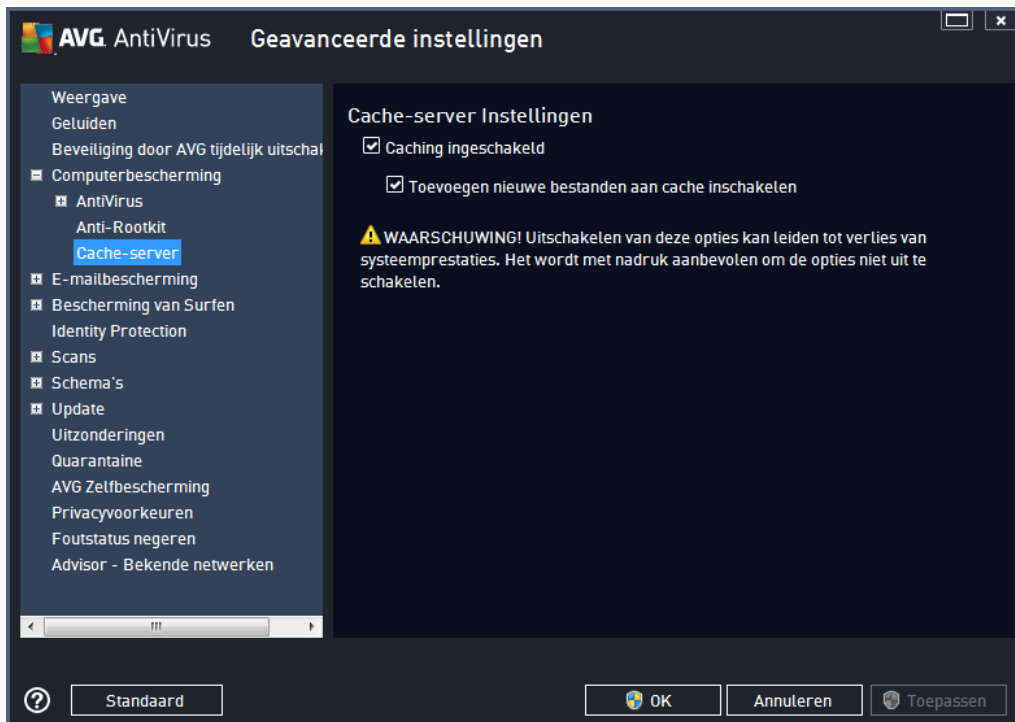 AVG AntiVirus Geavanceerde instellingen
Weergave
Geluiden
Beveiliging door AVG tijdelijk uitschak
Computerbescherming
AntiVirus
Anti-Rootkit
Cache-server
E-mailbescherming
Bescherming van Surfen
Identity Protection
Scans
Schema's
Update
Uitzonderingen
Quarantaine
AVG Zelfbescherming
Privacyvoorkeuren
Foutstatus negeren
Advisor - Bekende netwerken
Cache-server Instellingen
Caching ingeschakeld
Toevoegen nieuwe bestanden aan cache inschakelen
WAARSCHUWING! Uitschakelen van deze opties kan leiden tot verlies van
systeemprestaties. Het wordt met nadruk aanbevolen om de opties niet uit te
schakelen.
? Standaard OK Annuleren Toepassen